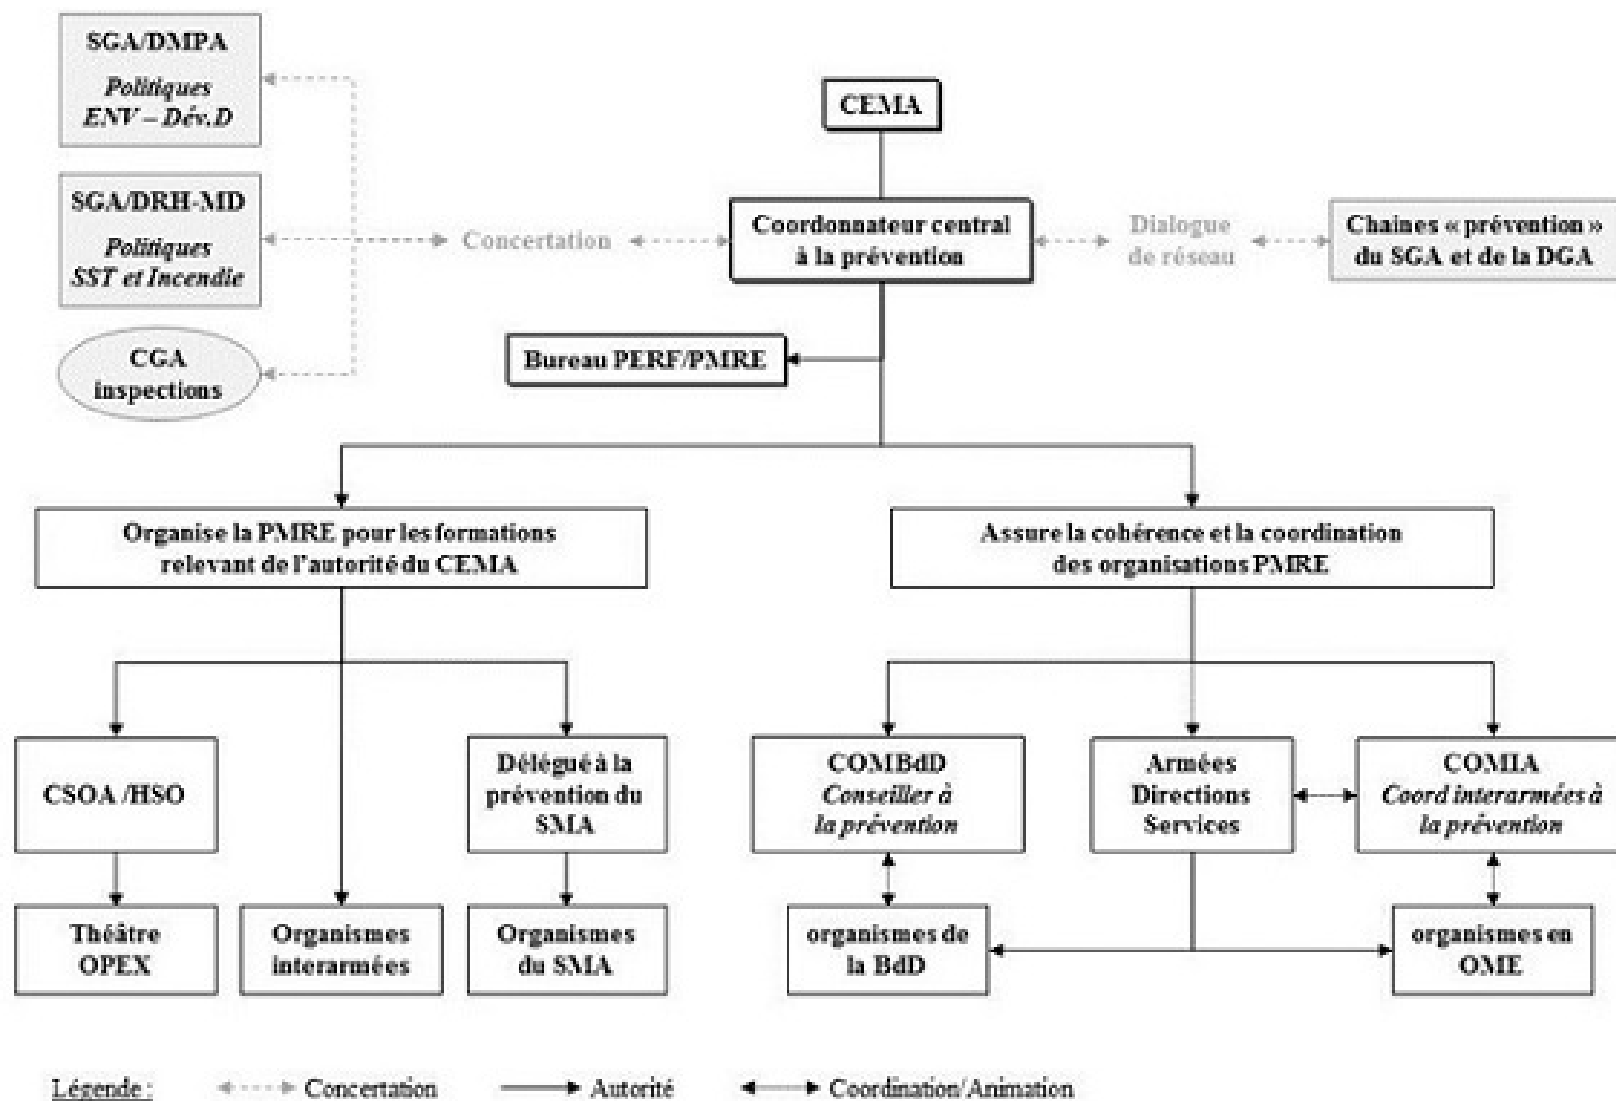 SGA/DMPA
Politiques
ENV – Dév.D
CEMA
SGA/DRH-MD
Politiques
SST et Incendie
Concertation
Coordonnateur central
à la prévention
Dialogue
de réseau
Chaines « prévention »
du SGA et de la DGA
CGA
inspections
Bureau PERF/PMRE
Organise la PMRE pour les formations
relevant de l'autorité du CEMA
Assure la cohérence et la coordination
des organisations PMRE
CSOA /HSO
Délégué à la
prévention du
SMA
COMBdD
Conseiller à
la prévention
Armées
Directions
Services
COMIA
Coord interarmées à
la prévention
Théâtre
OPEX
Organismes
interarmées
Organismes
du SMA
organismes de
la BdD
organismes en
OME
Légende :
Concertation
Autorité
Coordination/Animation